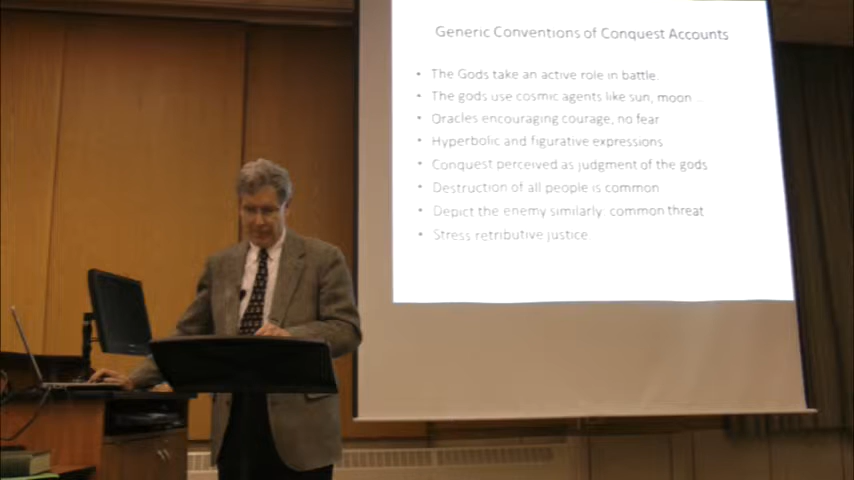 Generic Conventions of Conquest Accounts
• The Gods take an active role in battle.
• The gods use cosmic agents like sun, moon ...
• Oracles encouraging courage, no fear
• Hyperbolic and figurative expressions
• Conquest perceived as judgment of the gods
• Destruction of all people is common
• Depict the enemy similarly: common threat
• Stress retributive justice